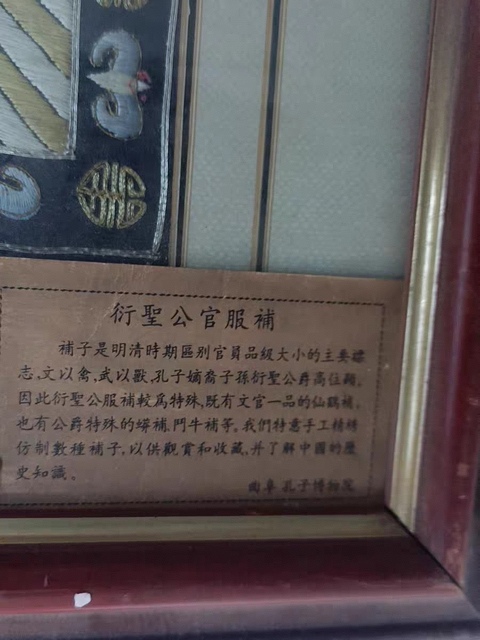 衍聖公官服補
補子是明清時期區别官員品級大小的主要標
志,文以禽,武以獸,孔子嫡裔子孫衍聖公爵高位顯,
因此衍聖公服補較爲特殊,既有文官一品的仙鶴補,
也有公爵特殊的蟒補、鬥牛補等。我們特意手工精綉
仿制數種補子,以供觀賞和收藏,并了解中國的歷
史知識。
曲阜 孔子博物院